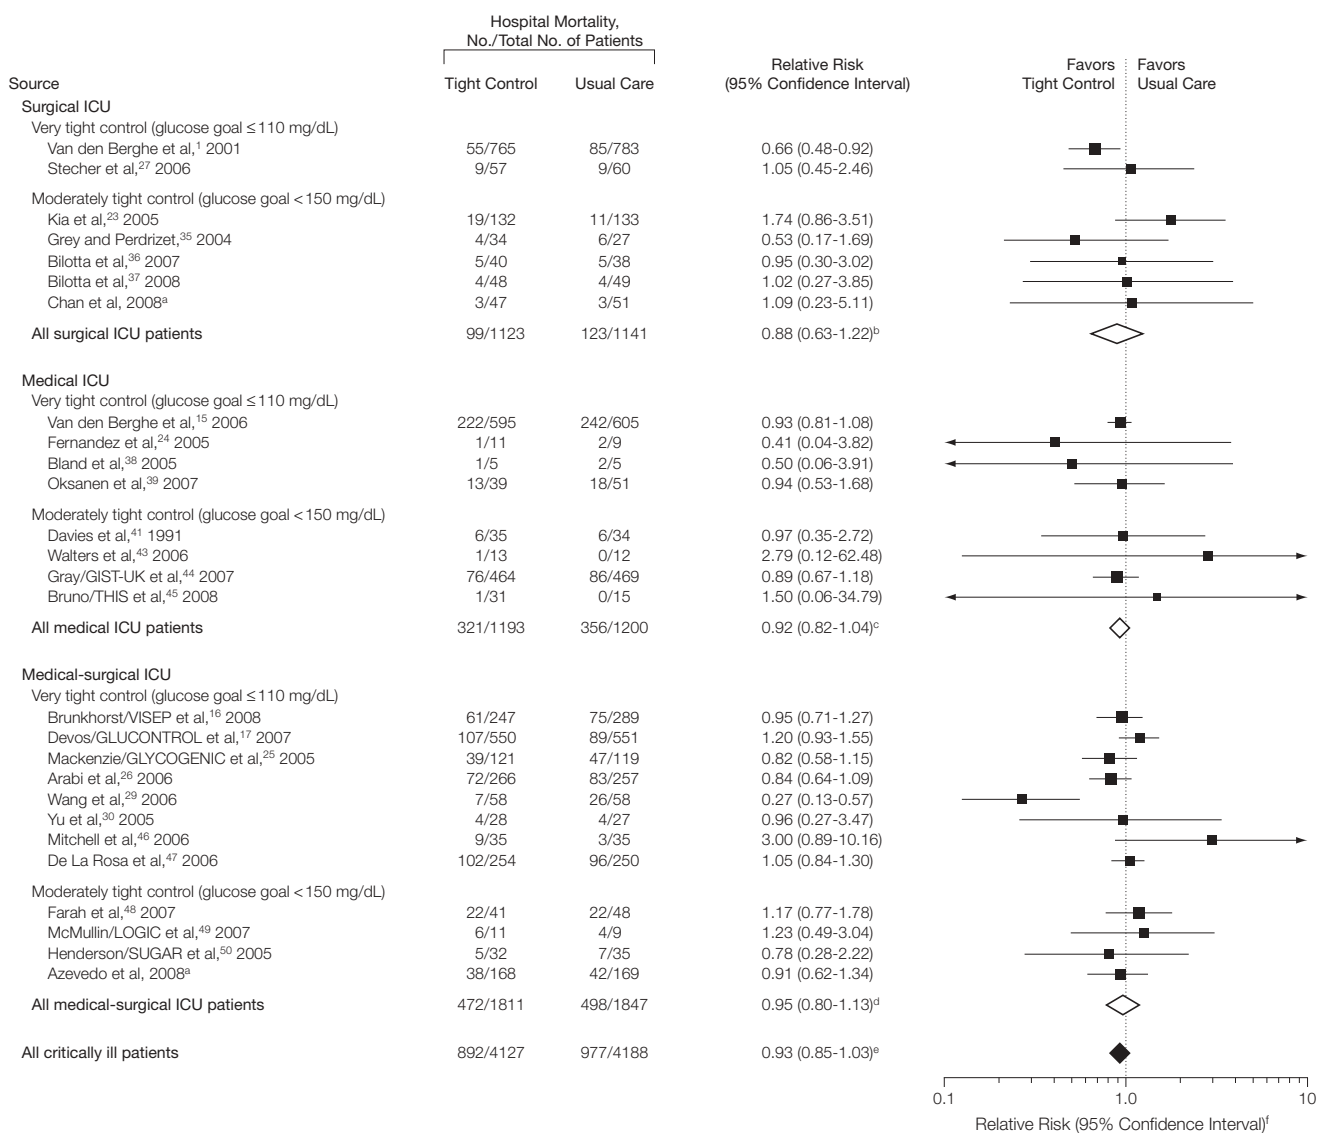 Hospital Mortality,
No./Total No. of Patients
Relative Risk Favors Favors
Source Tight Control Usual Care (95% Confidence Interval) Tight Control Usual Care
Surgical ICU
Very tight control (glucose goal ≤110 mg/dL)
Van den Berghe et al,¹ 2001 55/765 85/783 0.66 (0.48-0.92)
Stecher et al,²⁷ 2006 9/57 9/60 1.05 (0.45-2.46)
Moderately tight control (glucose goal <150 mg/dL)
Kia et al,²³ 2005 19/132 11/133 1.74 (0.86-3.51)
Grey and Perdrizet,³⁵ 2004 4/34 6/27 0.53 (0.17-1.69)
Bilotta et al,³⁶ 2007 5/40 5/38 0.95 (0.30-3.02)
Bilotta et al,³⁷ 2008 4/48 4/49 1.02 (0.27-3.85)
Chan et al, 2008ᵃ 3/47 3/51 1.09 (0.23-5.11)
All surgical ICU patients 99/1123 123/1141 0.88 (0.63-1.22)ᵇ
Medical ICU
Very tight control (glucose goal ≤110 mg/dL)
Van den Berghe et al,¹⁵ 2006 222/595 242/605 0.93 (0.81-1.08)
Fernandez et al,²⁴ 2005 1/11 2/9 0.41 (0.04-3.82)
Bland et al,³⁸ 2005 1/5 2/5 0.50 (0.06-3.91)
Oksanen et al,³⁹ 2007 13/39 18/51 0.94 (0.53-1.68)
Moderately tight control (glucose goal <150 mg/dL)
Davies et al,⁴¹ 1991 6/35 6/34 0.97 (0.35-2.72)
Walters et al,⁴³ 2006 1/13 0/12 2.79 (0.12-62.48)
Gray/GIST-UK et al,⁴⁴ 2007 76/464 86/469 0.89 (0.67-1.18)
Bruno/THIS et al,⁴⁵ 2008 1/31 0/15 1.50 (0.06-34.79)
All medical ICU patients 321/1193 356/1200 0.92 (0.82-1.04)ᶜ
Medical-surgical ICU
Very tight control (glucose goal ≤110 mg/dL)
Brunkhorst/VISEP et al,¹⁶ 2008 61/247 75/289 0.95 (0.71-1.27)
Devos/GLUCONTROL et al,¹⁷ 2007 107/550 89/551 1.20 (0.93-1.55)
Mackenzie/GLYCOGENIC et al,²⁵ 2005 39/121 47/119 0.82 (0.58-1.15)
Arabi et al,²⁶ 2006 72/266 83/257 0.84 (0.64-1.09)
Wang et al,²⁹ 2006 7/58 26/58 0.27 (0.13-0.57)
Yu et al,³⁰ 2005 4/28 4/27 0.96 (0.27-3.47)
Mitchell et al,⁴⁶ 2006 9/35 3/35 3.00 (0.89-10.16)
De La Rosa et al,⁴⁷ 2006 102/254 96/250 1.05 (0.84-1.30)
Moderately tight control (glucose goal <150 mg/dL)
Farah et al,⁴⁸ 2007 22/41 22/48 1.17 (0.77-1.78)
McMullin/LOGIC et al,⁴⁹ 2007 6/11 4/9 1.23 (0.49-3.04)
Henderson/SUGAR et al,⁵⁰ 2005 5/32 7/35 0.78 (0.28-2.22)
Azevedo et al, 2008ᵃ 38/168 42/169 0.91 (0.62-1.34)
All medical-surgical ICU patients 472/1811 498/1847 0.95 (0.80-1.13)ᵈ
All critically ill patients 892/4127 977/4188 0.93 (0.85-1.03)ᵉ
0.1 1.0 10
Relative Risk (95% Confidence Interval)ᶠ